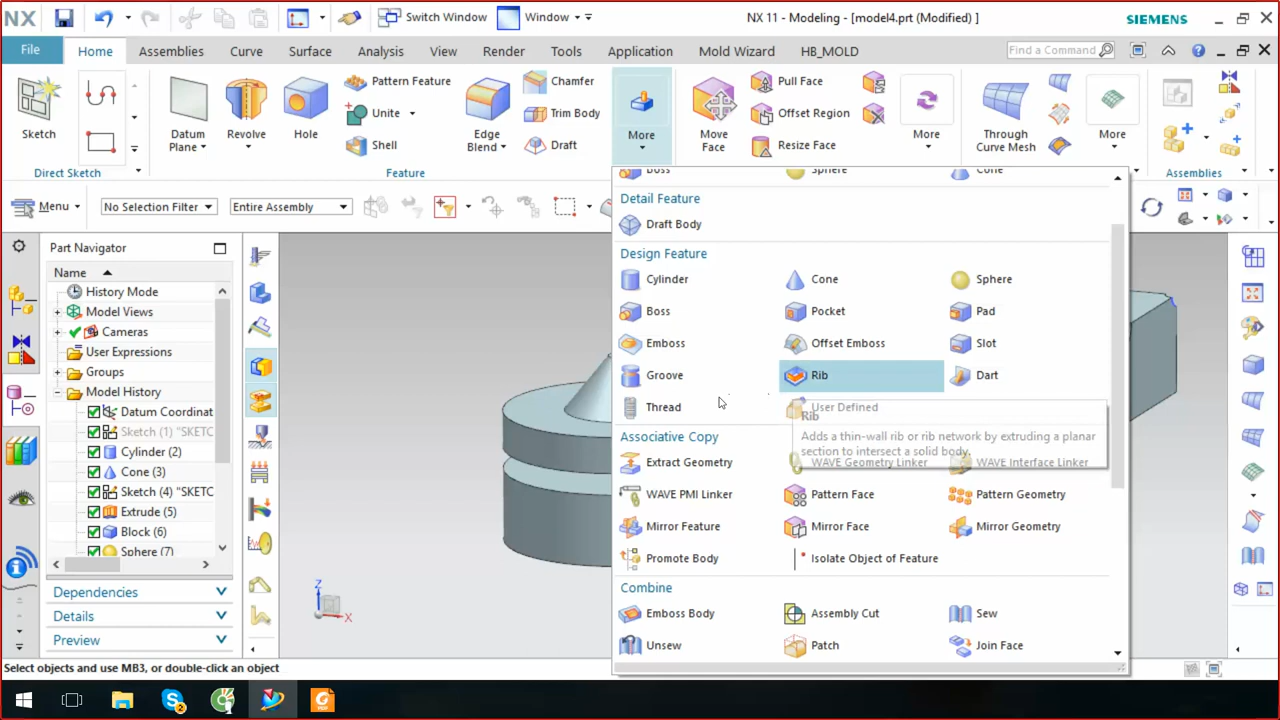 NX
Switch Window
Window
NX 11 - Modeling - [model4.prt (Modified) ]
SIEMENS
File
Home
Assemblies
Curve
Surface
Analysis
View
Render
Tools
Application
Mold Wizard
HB_MOLD
Find a Command
Sketch
Direct Sketch
Datum
Plane
Revolve
Hole
Pattern Feature
Unite
Shell
Edge
Blend
Chamfer
Trim Body
Draft
Feature
More
Move
Face
Pull Face
Offset Region
Resize Face
More
Through
Curve Mesh
More
Assemblies
Menu
No Selection Filter
Entire Assembly
Part Navigator
Name
History Mode
Model Views
Cameras
User Expressions
Groups
Model History
Datum Coordinat
Sketch (1) "SKETC
Cylinder (2)
Cone (3)
Sketch (4) "SKETC
Extrude (5)
Block (6)
Sphere (7)
Dependencies
Details
Preview
Z
X
Boss
Sphere
Cone
Detail Feature
Draft Body
Design Feature
Cylinder
Cone
Sphere
Boss
Pocket
Pad
Emboss
Offset Emboss
Slot
Groove
Rib
Dart
Thread
User Defined
Rib
Adds a thin-wall rib or rib network by extruding a planar
section to intersect a solid body.
Associative Copy
Extract Geometry
WAVE Geometry Linker
WAVE Interface Linker
WAVE PMI Linker
Pattern Face
Pattern Geometry
Mirror Feature
Mirror Face
Mirror Geometry
Promote Body
* Isolate Object of Feature
Combine
Emboss Body
Assembly Cut
Sew
Unsew
Patch
Join Face
Select objects and use MB3, or double-click an object